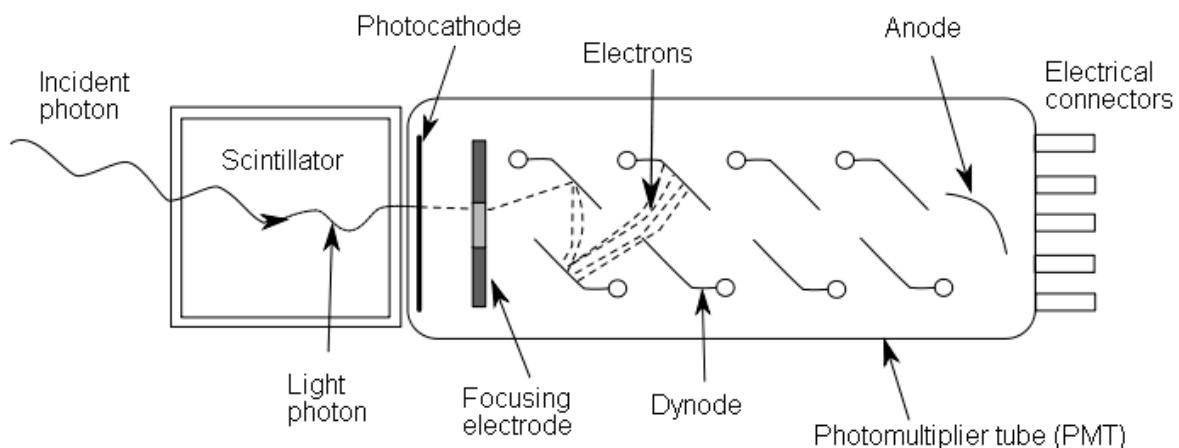 Photocathode
Anode
Electrons
Incident
photon
Electrical
connectors
Scintillator
Light
photon
Focusing
electrode
Dynode
Photomultiplier tube (PMT)